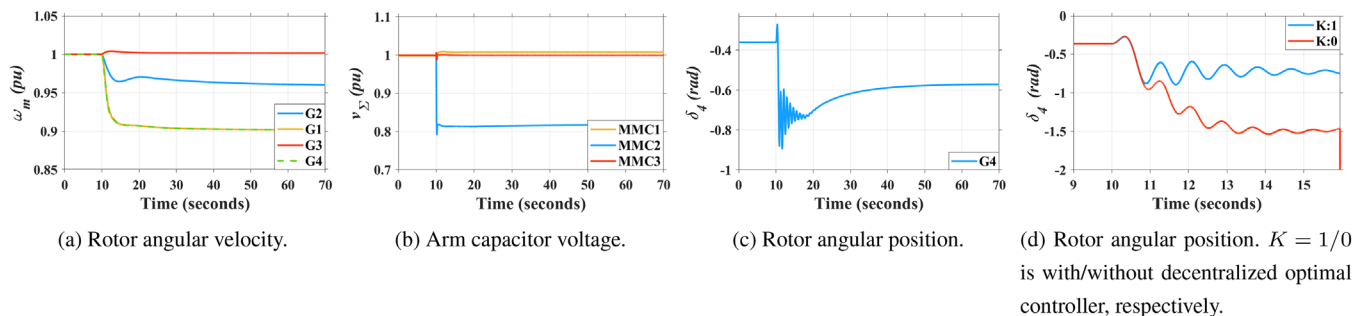 1.05
1
0.95
0.9
0.85
ω_m (pu)
0 10 20 30 40 50 60 70
Time (seconds)
G2
G1
G3
G4
(a) Rotor angular velocity.
1.1
1
0.9
0.8
0.7
v_Σ (pu)
0 10 20 30 40 50 60 70
Time (seconds)
MMC1
MMC2
MMC3
(b) Arm capacitor voltage.
-0.4
-0.6
-0.8
-1
δ_4 (rad)
0 10 20 30 40 50 60 70
Time (seconds)
G4
(c) Rotor angular position.
0
-0.5
-1
-1.5
-2
δ_4 (rad)
9 10 11 12 13 14 15
Time (seconds)
K:1
K:0
(d) Rotor angular position. K = 1/0
is with/without decentralized optimal
controller, respectively.